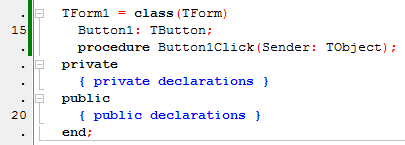 . TForm1 = class(TForm)
15 Button1: TButton;
. procedure Button1Click(Sender: TObject);
. private
. { private declarations }
. public
20 { public declarations }
. end;